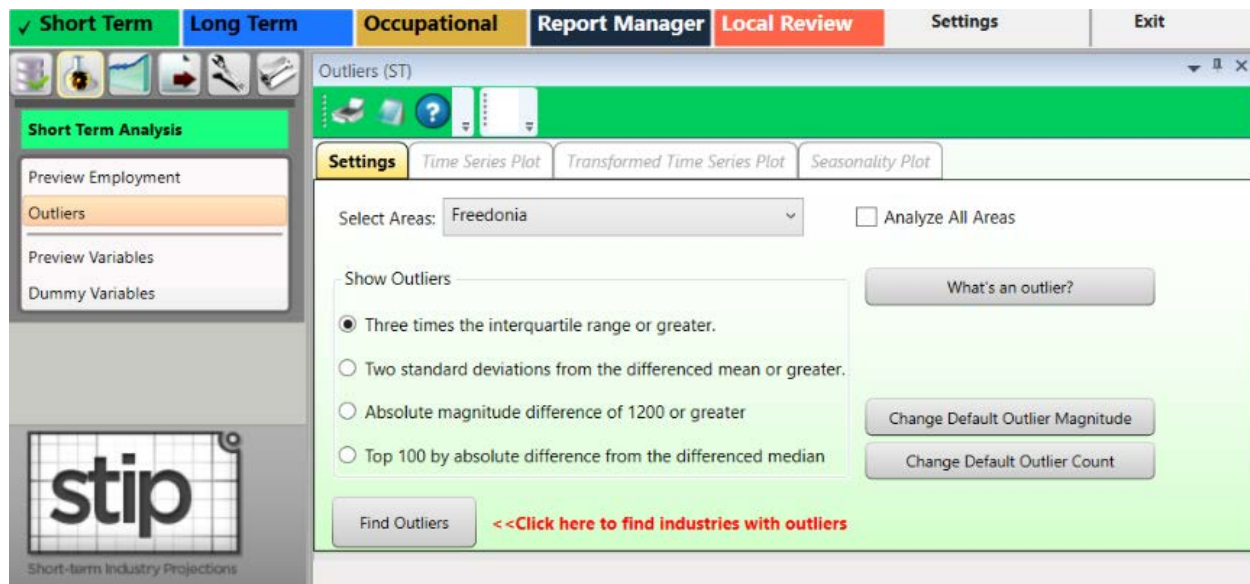 ✓ Short Term Long Term Occupational Report Manager Local Review Settings Exit
Outliers (ST)
?
Short Term Analysis
Preview Employment
Outliers
Preview Variables
Dummy Variables
stip
Short-term Industry Projections
Settings Time Series Plot Transformed Time Series Plot Seasonality Plot
Select Areas: Freedonia Analyze All Areas
Show Outliers
What's an outlier?
Three times the interquartile range or greater.
Two standard deviations from the differenced mean or greater.
Absolute magnitude difference of 1200 or greater
Change Default Outlier Magnitude
Top 100 by absolute difference from the differenced median
Change Default Outlier Count
Find Outliers <<Click here to find industries with outliers